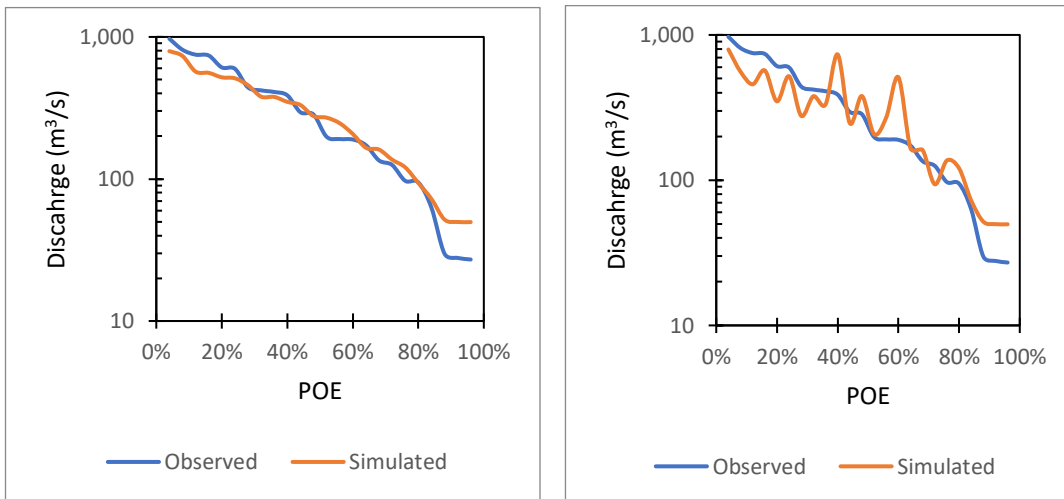 1,000
100
10
0% 20% 40% 60% 80% 100%
Discahrge (m³/s)
POE
Observed Simulated
1,000
100
10
0% 20% 40% 60% 80% 100%
Discahrge (m³/s)
POE
Observed Simulated